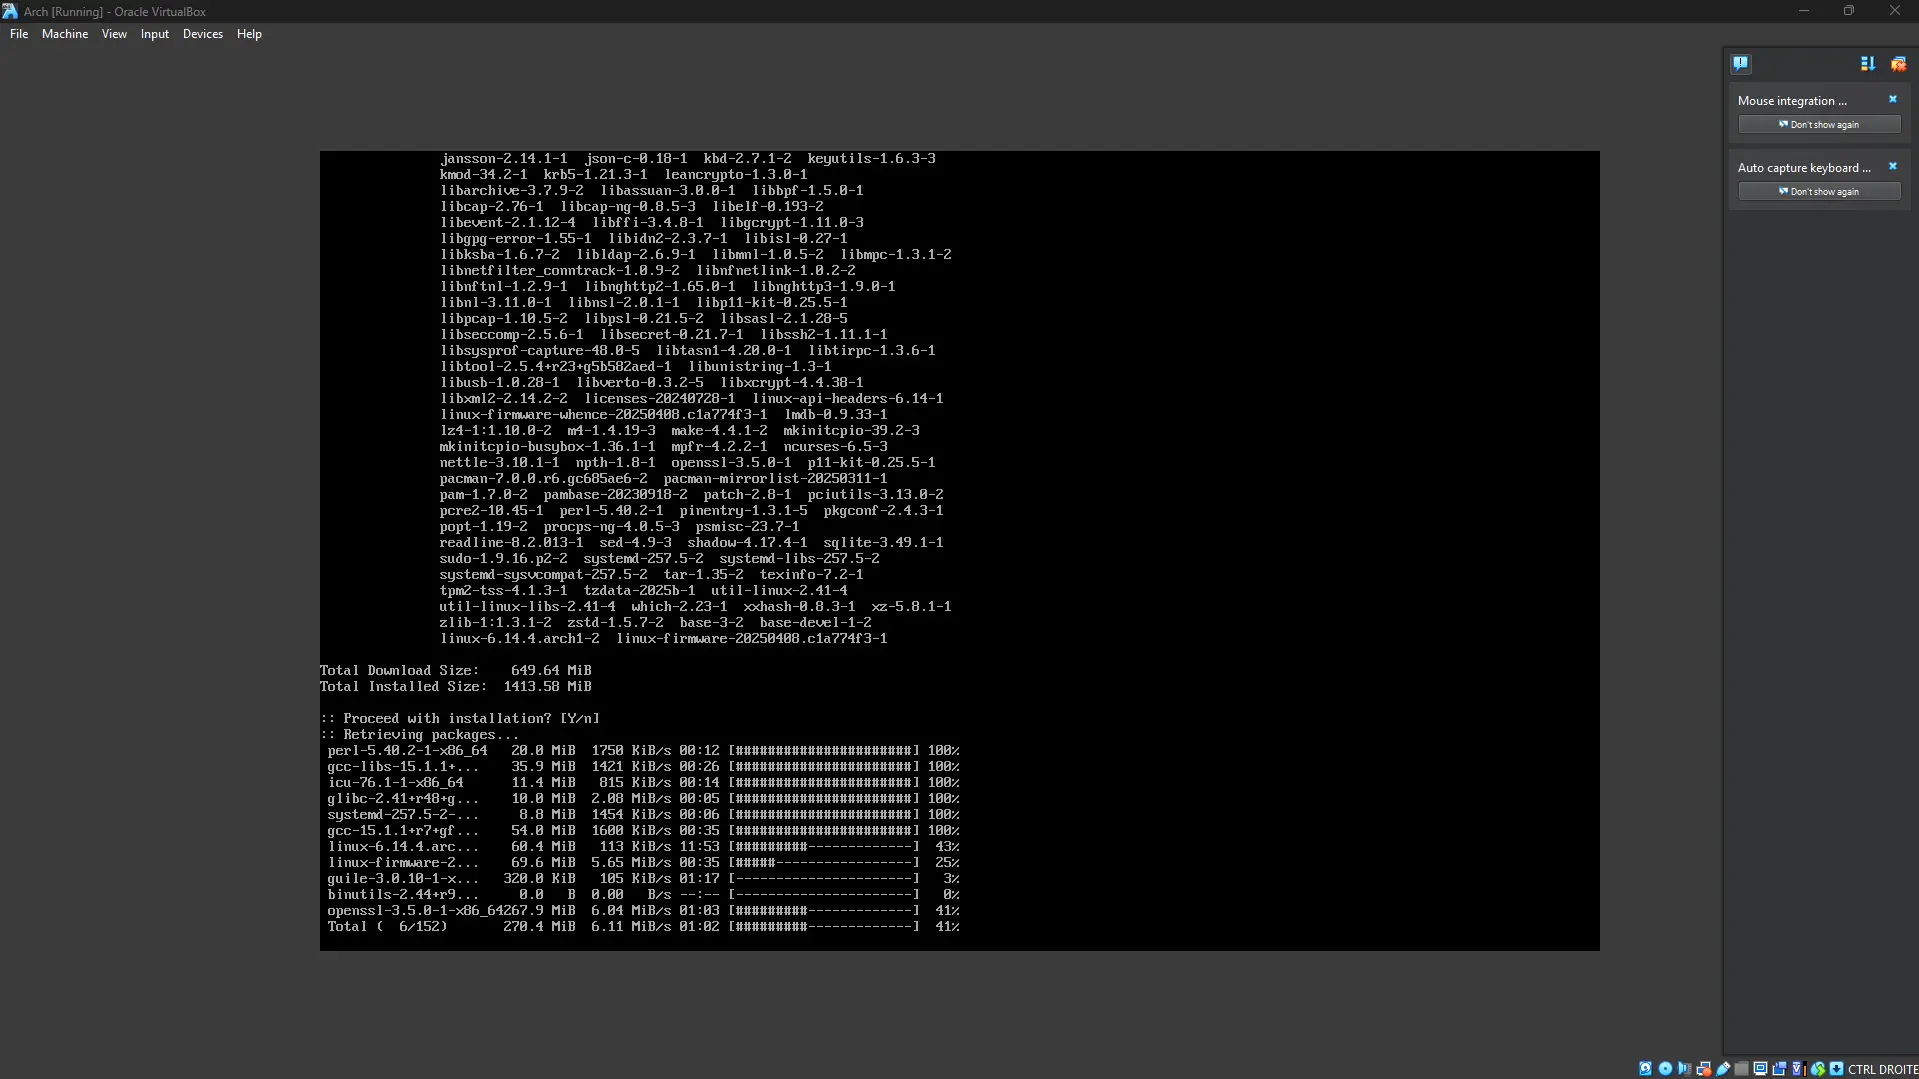 Arch [Running] - Oracle VirtualBox
File Machine View Input Devices Help
Mouse integration ...
Don't show again
Auto capture keyboard ...
Don't show again
jansson-2.14.1-1 json-c-0.18-1 kbd-2.7.1-2 keyutils-1.6.3-3
kmod-34.2-1 krb5-1.21.3-1 leancrypto-1.3.0-1
libarchive-3.7.9-2 libassuan-3.0.0-1 libbpf-1.5.0-1
libcap-2.76-1 libcap-ng-0.8.5-3 libelf-0.193-2
libevent-2.1.12-4 libffi-3.4.8-1 libgcrypt-1.11.0-3
libgpg-error-1.55-1 libidn2-2.3.7-1 libisl-0.27-1
libksba-1.6.7-2 libldap-2.6.9-1 libmnl-1.0.5-2 libmpc-1.3.1-2
libnetfilter_conntrack-1.0.9-2 libnfnetlink-1.0.2-2
libnftnl-1.2.9-1 libnghttp2-1.65.0-1 libnghttp3-1.9.0-1
libnl-3.11.0-1 libnsl-2.0.1-1 libp11-kit-0.25.5-1
libpcap-1.10.5-2 libpsl-0.21.5-2 libsasl-2.1.28-5
libseccomp-2.5.6-1 libsecret-0.21.7-1 libssh2-1.11.1-1
libsysprof-capture-48.0-5 libtasn1-4.20.0-1 libtirpc-1.3.6-1
libtool-2.5.4+r23+g5b582aed-1 libunistring-1.3-1
libusb-1.0.28-1 libverto-0.3.2-5 libxcrypt-4.4.38-1
libxml2-2.14.2-2 licenses-20240728-1 linux-api-headers-6.14-1
linux-firmware-whence-20250408.c1a774f3-1 lmdb-0.9.33-1
lz4-1:1.10.0-2 m4-1.4.19-3 make-4.4.1-2 mkinitcpio-39.2-3
mkinitcpio-busybox-1.36.1-1 mpfr-4.2.2-1 ncurses-6.5-3
nettle-3.10.1-1 npth-1.8-1 openssl-3.5.0-1 p11-kit-0.25.5-1
pacman-7.0.0.r6.gc685ae6-2 pacman-mirrorlist-20250311-1
pam-1.7.0-2 pambase-20230918-2 patch-2.8-1 pciutils-3.13.0-2
pcre2-10.45-1 perl-5.40.2-1 pinentry-1.3.1-5 pkgconf-2.4.3-1
popt-1.19-2 procps-ng-4.0.5-3 psmisc-23.7-1
readline-8.2.013-1 sed-4.9-3 shadow-4.17.4-1 sqlite-3.49.1-1
sudo-1.9.16.p2-2 systemd-257.5-2 systemd-libs-257.5-2
systemd-sysvcompat-257.5-2 tar-1.35-2 texinfo-7.2-1
tpm2-tss-4.1.3-1 tzdata-2025b-1 util-linux-2.41-4
util-linux-libs-2.41-4 which-2.23-1 xxhash-0.8.3-1 xz-5.8.1-1
zlib-1:1.3.1-2 zstd-1.5.7-2 base-3-2 base-devel-1-2
linux-6.14.4.arch1-2 linux-firmware-20250408.c1a774f3-1
Total Download Size: 649.64 MiB
Total Installed Size: 1413.58 MiB
:: Proceed with installation? [Y/n]
:: Retrieving packages...
perl-5.40.2-1-x86_64 20.0 MiB 1750 KiB/s 00:12 [######################] 100%
gcc-libs-15.1.1+... 35.9 MiB 1421 KiB/s 00:26 [######################] 100%
icu-76.1-1-x86_64 11.4 MiB 815 KiB/s 00:14 [######################] 100%
glibc-2.41+r48+g... 10.0 MiB 2.08 MiB/s 00:05 [######################] 100%
systemd-257.5-2-... 8.8 MiB 1454 KiB/s 00:06 [######################] 100%
gcc-15.1.1+r7+gf... 54.0 MiB 1600 KiB/s 00:35 [######################] 100%
linux-6.14.4.arc... 60.4 MiB 113 KiB/s 11:53 [#########-------------] 43%
linux-firmware-2... 69.6 MiB 5.65 MiB/s 00:35 [#####-----------------] 25%
guile-3.0.10-1-x... 320.0 KiB 105 KiB/s 01:17 [----------------------] 3%
binutils-2.44+r9... 0.0 B 0.00 B/s --:-- [----------------------] 0%
openssl-3.5.0-1-x86_64267.9 MiB 6.04 MiB/s 01:03 [#########-------------] 41%
Total ( 6/152) 270.4 MiB 6.11 MiB/s 01:02 [#########-------------] 41%
CTRL DROITE